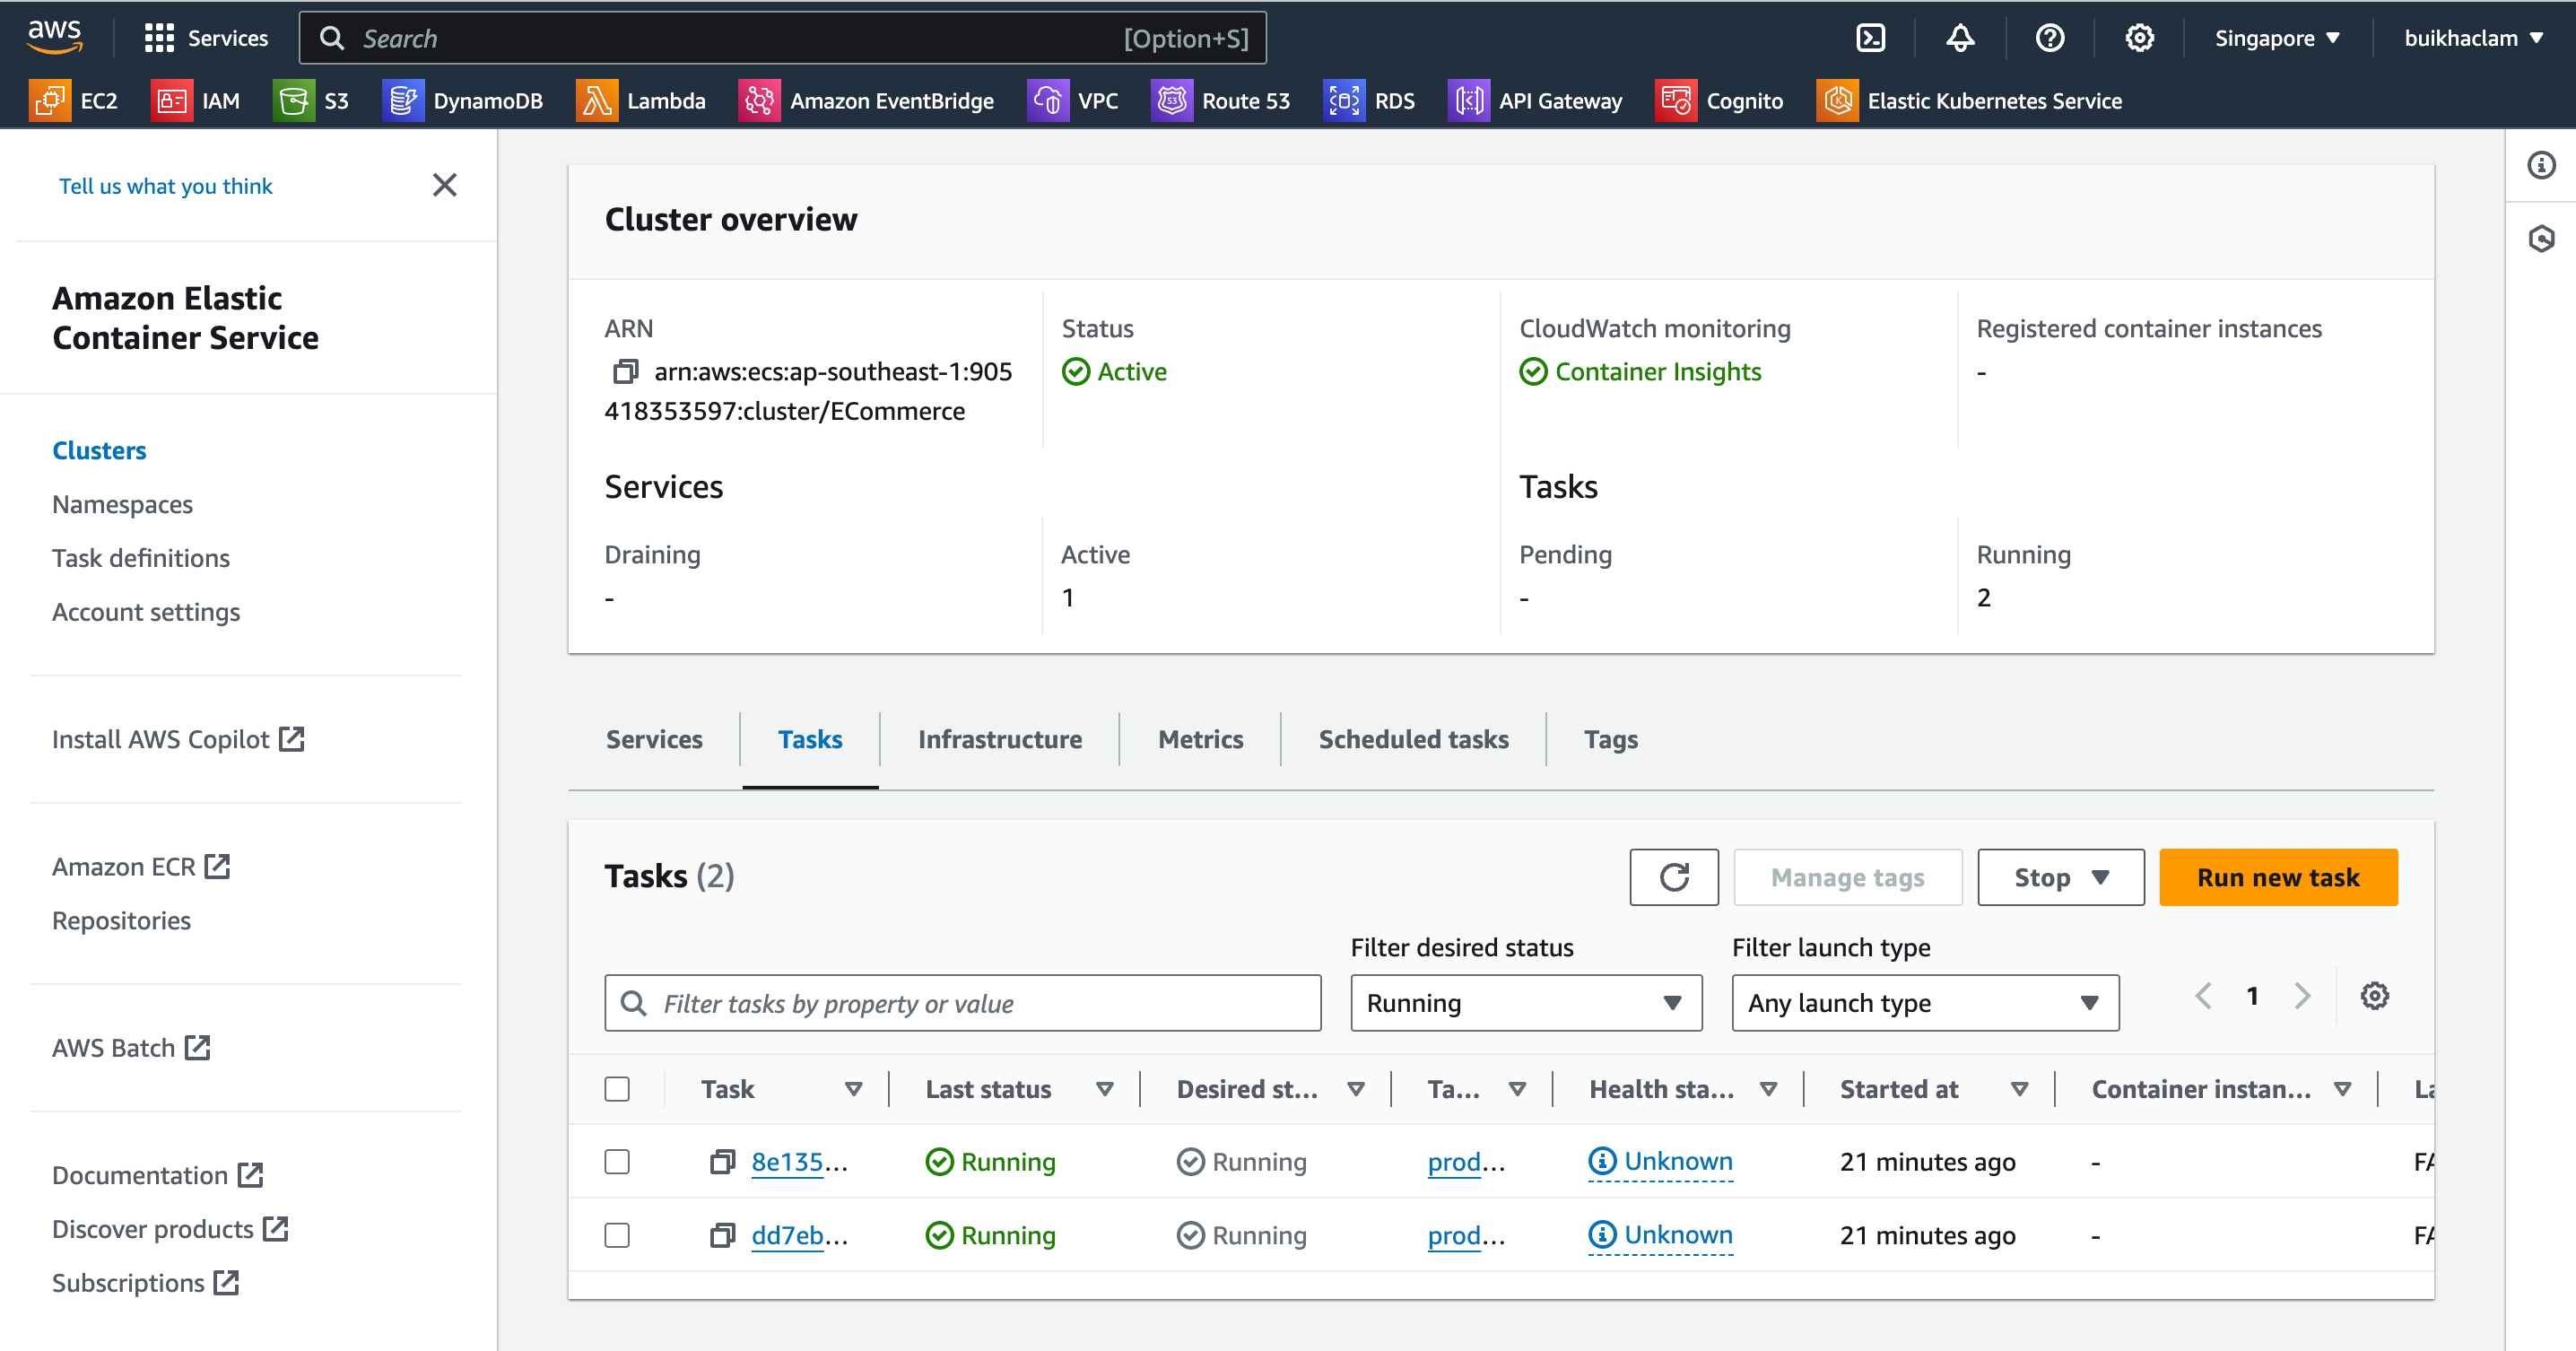 aws Services Search [Option+S] Singapore buikhaclam
EC2 IAM S3 DynamoDB Lambda Amazon EventBridge VPC Route 53 RDS API Gateway Cognito Elastic Kubernetes Service
Tell us what you think
Amazon Elastic
Container Service
Clusters
Namespaces
Task definitions
Account settings
Install AWS Copilot
Amazon ECR
Repositories
AWS Batch
Documentation
Discover products
Subscriptions
Cluster overview
ARN
arn:aws:ecs:ap-southeast-1:905
418353597:cluster/ECommerce
Status
Active
CloudWatch monitoring
Container Insights
Registered container instances
-
Services
Draining
-
Active
1
Tasks
Pending
-
Running
2
Services Tasks Infrastructure Metrics Scheduled tasks Tags
Tasks (2) Manage tags Stop Run new task
Filter desired status Filter launch type
Filter tasks by property or value Running Any launch type 1
Task Last status Desired st... Ta... Health sta... Started at Container instan... La
8e135... Running Running prod... Unknown 21 minutes ago - FA
dd7eb... Running Running prod... Unknown 21 minutes ago - FA